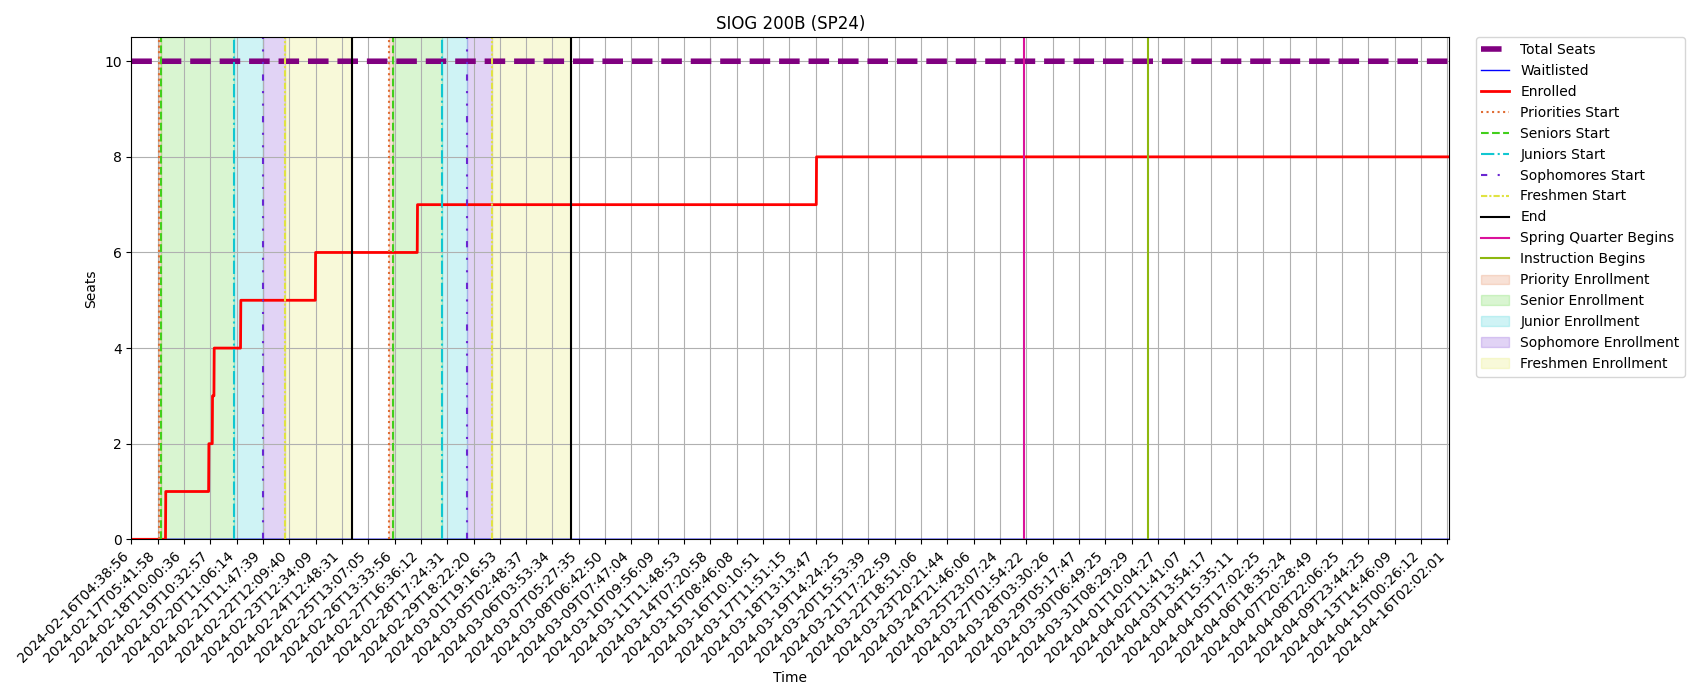 SIOG 200B (SP24)
Seats
10
8
6
4
2
0
2024-02-16T04:38:56
2024-02-17T05:41:58
2024-02-18T10:00:36
2024-02-19T10:32:57
2024-02-20T11:06:14
2024-02-21T11:47:39
2024-02-22T12:09:40
2024-02-23T12:34:09
2024-02-24T12:48:31
2024-02-25T13:07:05
2024-02-26T13:33:56
2024-02-27T16:36:12
2024-02-28T17:24:31
2024-02-29T18:22:20
2024-03-01T19:16:53
2024-03-05T02:48:37
2024-03-06T03:53:34
2024-03-07T05:27:35
2024-03-08T06:42:50
2024-03-09T07:47:04
2024-03-10T09:56:09
2024-03-11T11:48:53
2024-03-14T07:20:58
2024-03-15T08:46:08
2024-03-16T10:10:51
2024-03-17T11:51:15
2024-03-18T13:13:47
2024-03-19T14:24:25
2024-03-20T15:53:39
2024-03-21T17:22:59
2024-03-22T18:51:06
2024-03-23T20:21:44
2024-03-24T21:46:06
2024-03-25T23:07:24
2024-03-27T01:54:22
2024-03-28T03:30:26
2024-03-29T05:17:47
2024-03-30T06:49:25
2024-03-31T08:29:29
2024-04-01T10:04:27
2024-04-02T11:41:07
2024-04-03T13:54:17
2024-04-04T15:35:11
2024-04-05T17:02:25
2024-04-06T18:35:24
2024-04-07T20:28:49
2024-04-08T22:06:25
2024-04-09T23:44:25
2024-04-13T14:46:09
2024-04-15T00:26:12
2024-04-16T02:02:01
Time
Total Seats
Waitlisted
Enrolled
Priorities Start
Seniors Start
Juniors Start
Sophomores Start
Freshmen Start
End
Spring Quarter Begins
Instruction Begins
Priority Enrollment
Senior Enrollment
Junior Enrollment
Sophomore Enrollment
Freshmen Enrollment